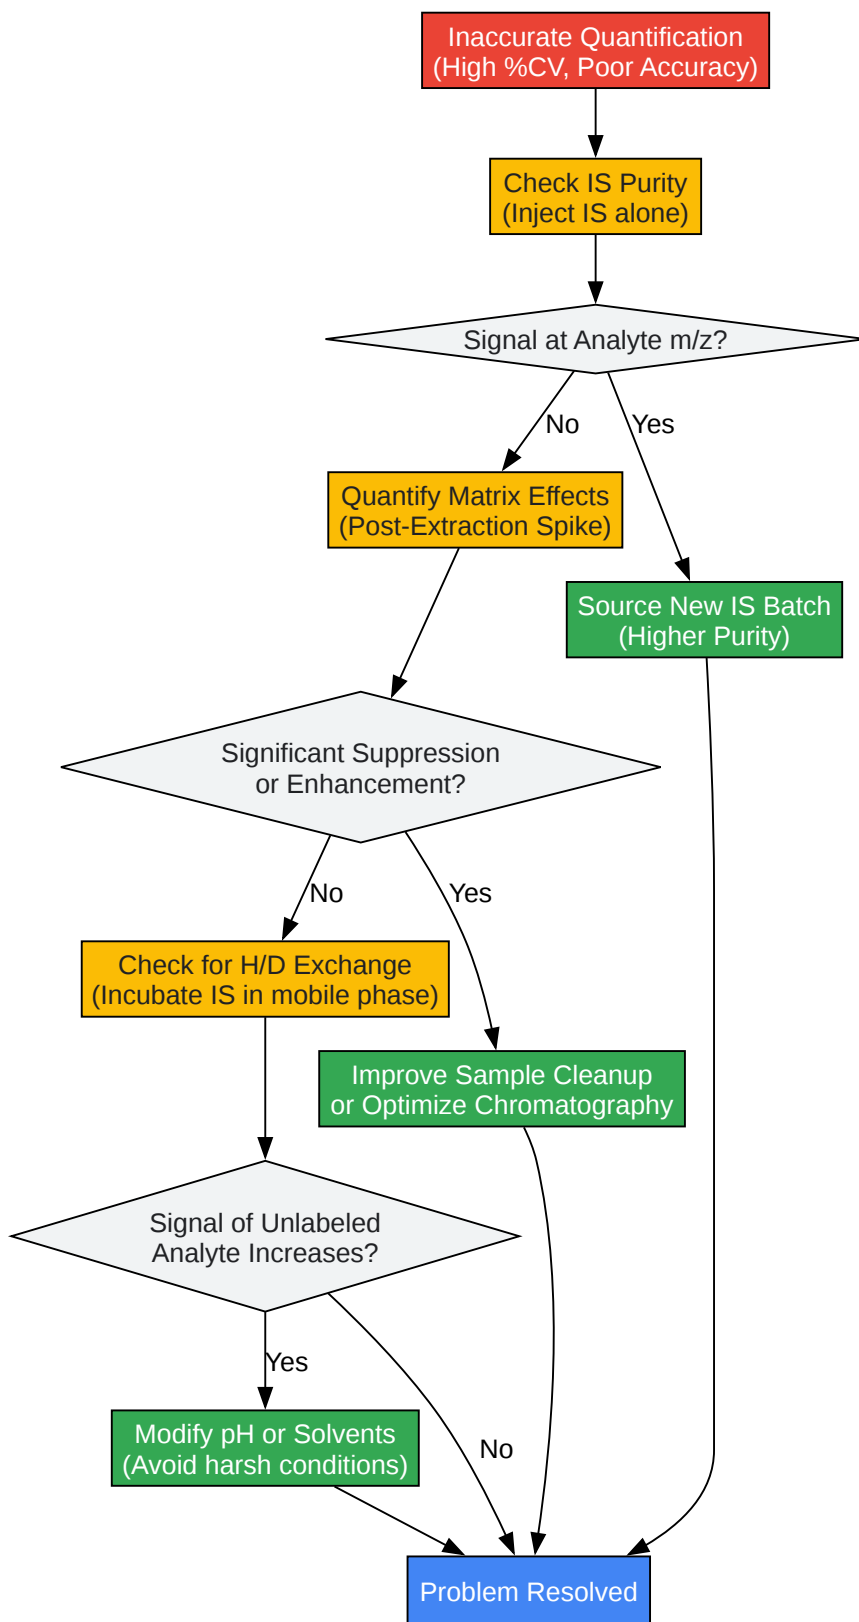 Inaccurate Quantification
(High %CV, Poor Accuracy)
Check IS Purity
(Inject IS alone)
Signal at Analyte m/z?
No
Yes
Quantify Matrix Effects
(Post-Extraction Spike)
Source New IS Batch
(Higher Purity)
Significant Suppression
or Enhancement?
No
Yes
Check for H/D Exchange
(Incubate IS in mobile phase)
Improve Sample Cleanup
or Optimize Chromatography
Signal of Unlabeled
Analyte Increases?
Yes
No
Modify pH or Solvents
(Avoid harsh conditions)
Problem Resolved